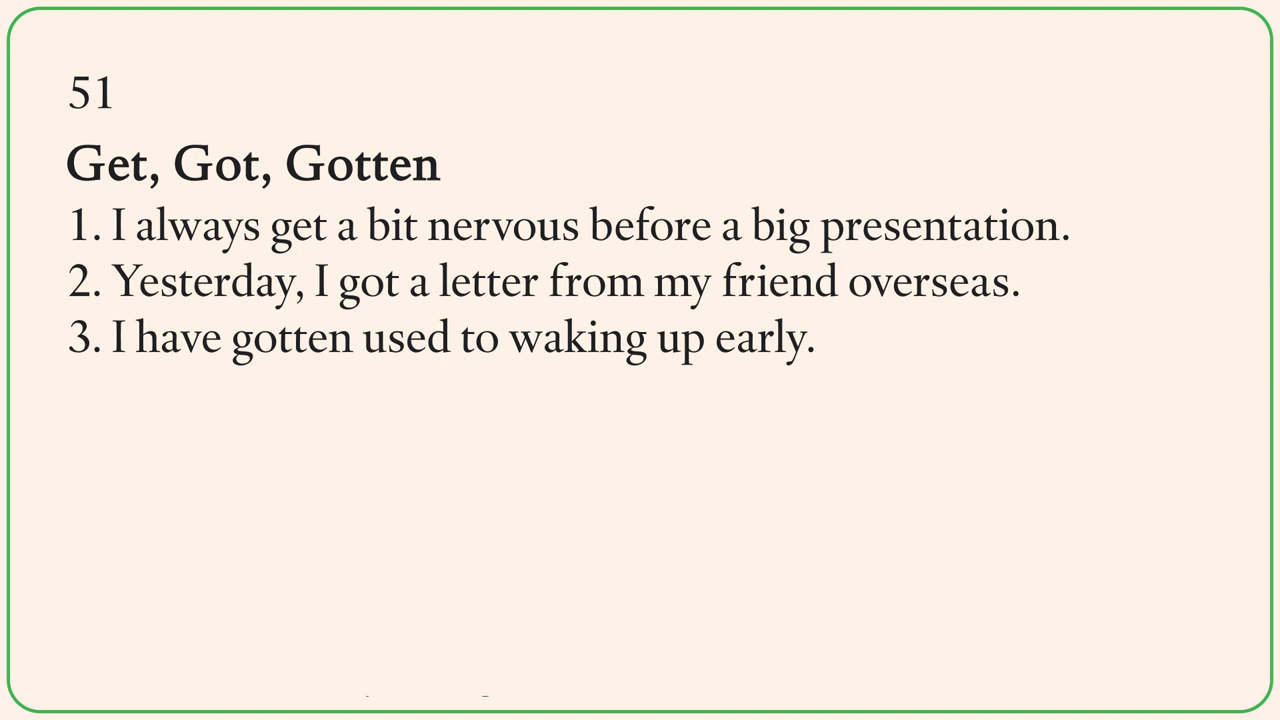 51
Get, Got, Gotten
1. I always get a bit nervous before a big presentation.
2. Yesterday, I got a letter from my friend overseas.
3. I have gotten used to waking up early.